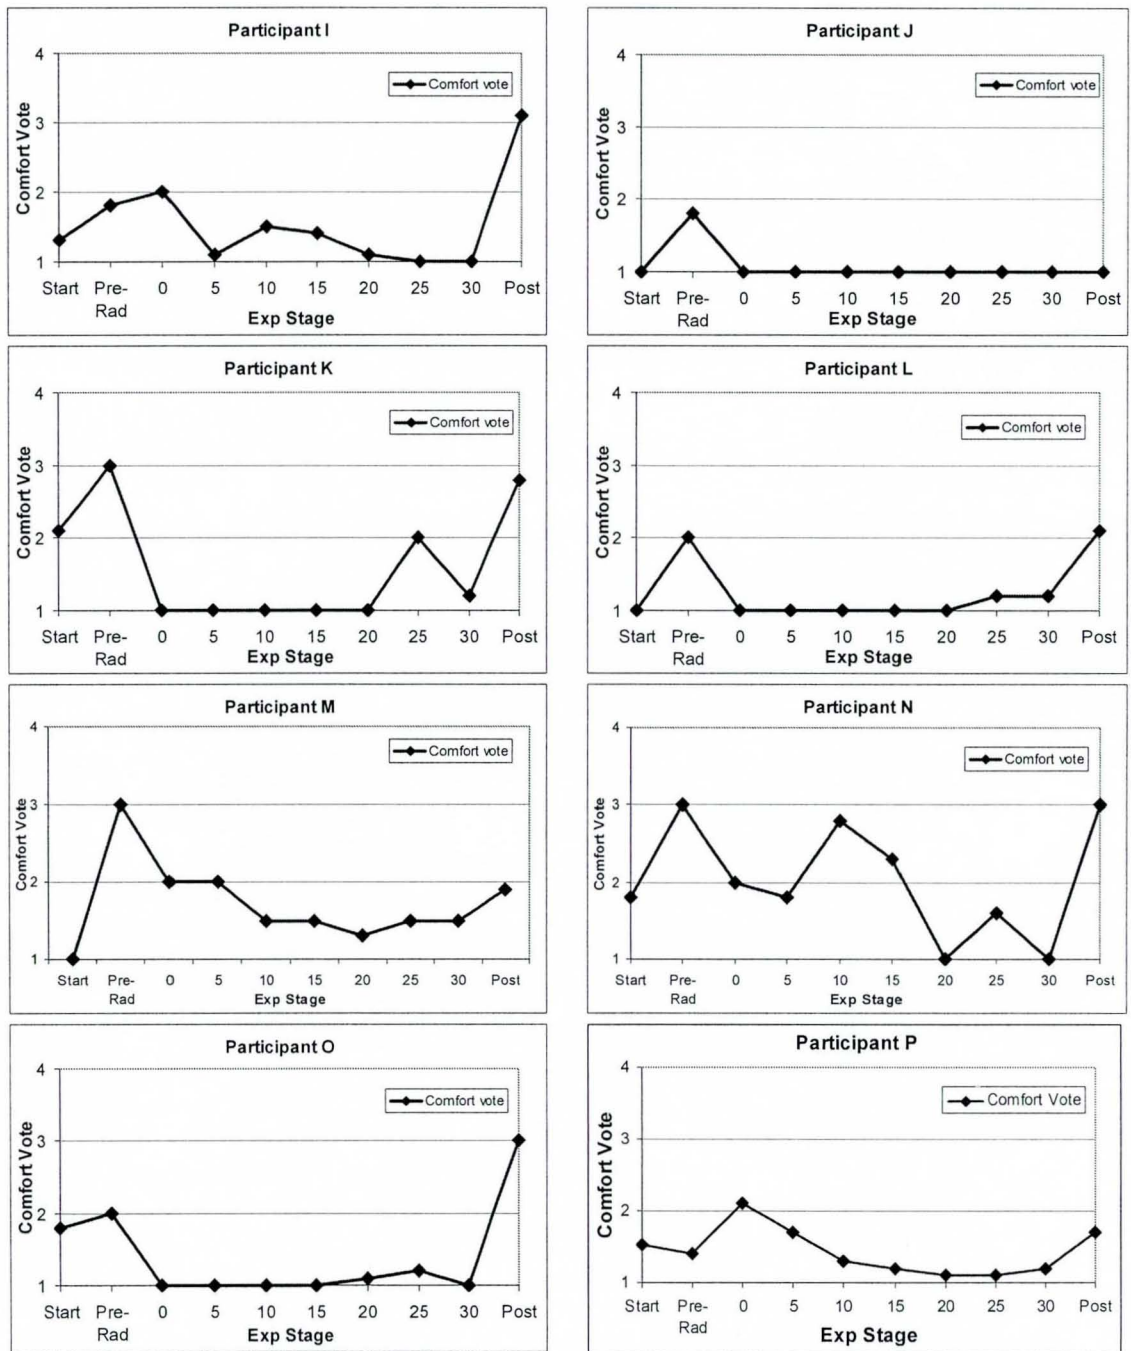 Participant I
Comfort vote
Comfort Vote
4
3
2
1
Start Pre-Rad 0 5 10 15 20 25 30 Post
Exp Stage
Participant J
Comfort vote
Comfort Vote
4
3
2
1
Start Pre-Rad 0 5 10 15 20 25 30 Post
Exp Stage
Participant K
Comfort vote
Comfort Vote
4
3
2
1
Start Pre-Rad 0 5 10 15 20 25 30 Post
Exp Stage
Participant L
Comfort vote
Comfort Vote
4
3
2
1
Start Pre-Rad 0 5 10 15 20 25 30 Post
Exp Stage
Participant M
Comfort vote
Comfort Vote
4
3
2
1
Start Pre-Rad 0 5 10 15 20 25 30 Post
Exp Stage
Participant N
Comfort vote
Comfort Vote
4
3
2
1
Start Pre-Rad 0 5 10 15 20 25 30 Post
Exp Stage
Participant O
Comfort vote
Comfort Vote
4
3
2
1
Start Pre-Rad 0 5 10 15 20 25 30 Post
Exp Stage
Participant P
Comfort Vote
Comfort Vote
4
3
2
1
Start Pre-Rad 0 5 10 15 20 25 30 Post
Exp Stage